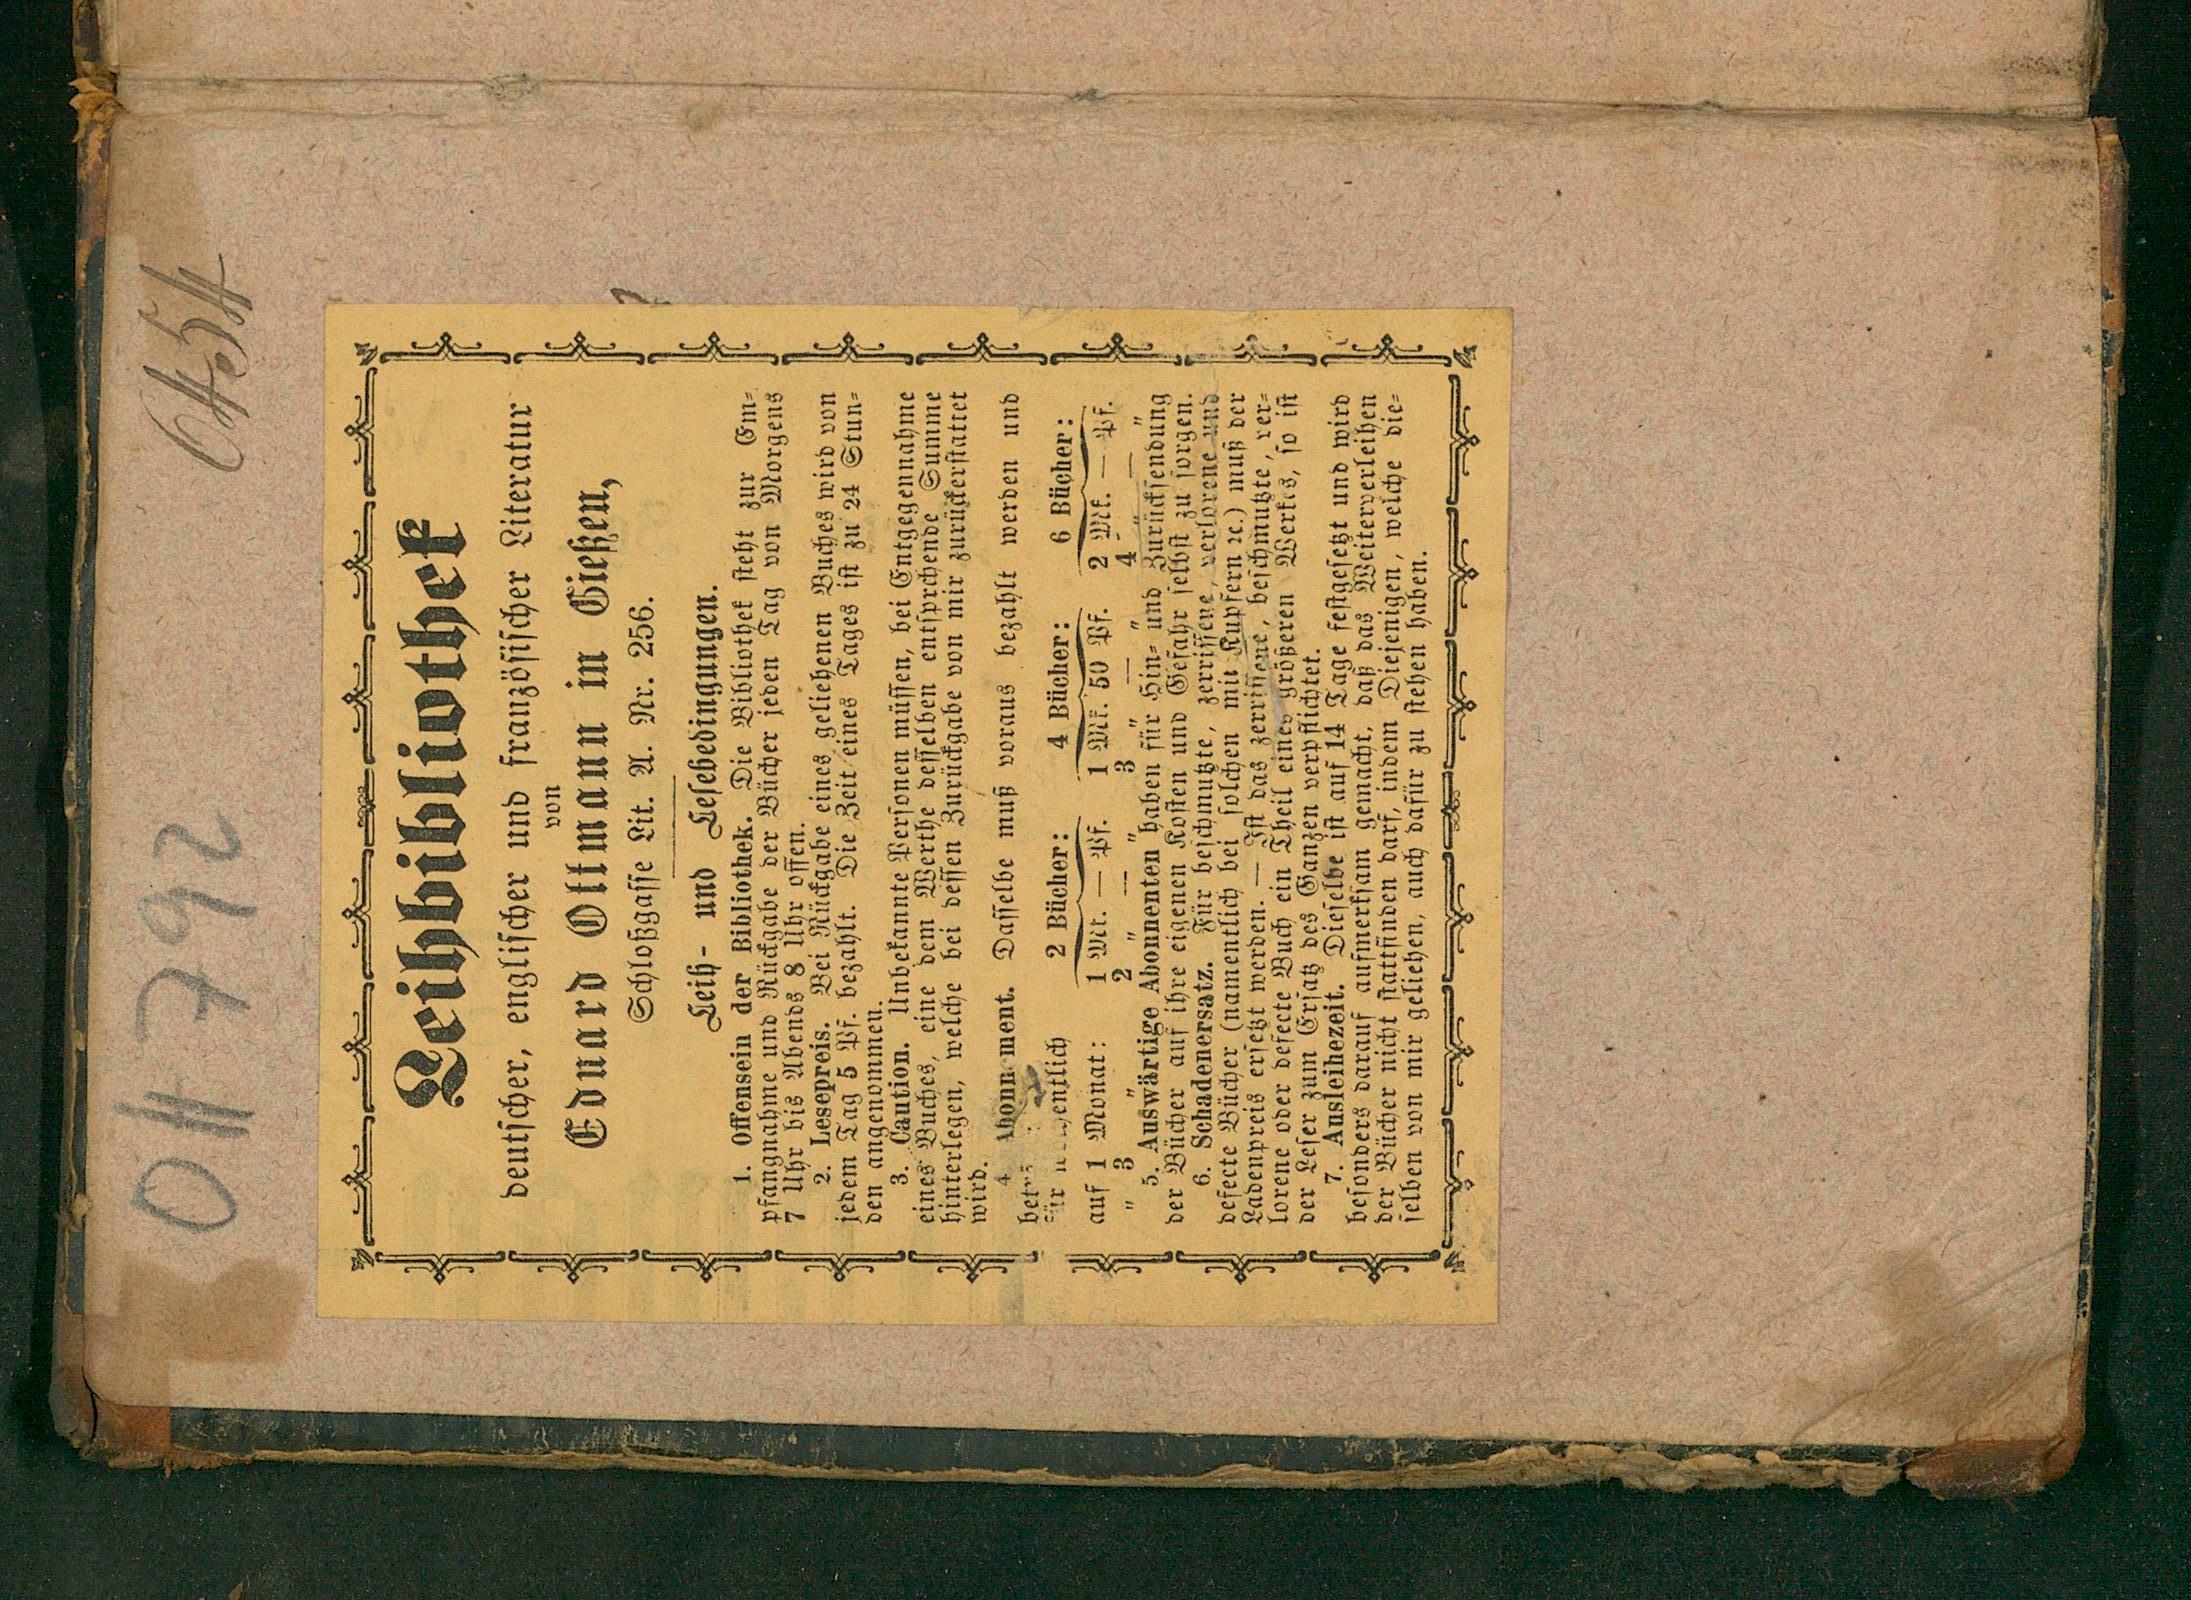 OH 792
64.54
Leihbibliothek
deutscher, englischer und französischer Literatur
von
Eduard Ottmann in Gießen,
Schloßgasse Lit. A. Nr. 256.
Leih- und Lesebedingungen.
1. Offensein der Bibliothek. Die Bibliothek steht zur Em-
pfangnahme und Rückgabe der Bücher jeden Tag von Morgens
7 Uhr bis Abends 8 Uhr offen.
2. Lesepreis. Bei Rückgabe eines geliehenen Buches wird von
jedem Tag 5 Pf. bezahlt. Die Zeit eines Tages ist zu 24 Stun-
den angenommen.
3. Caution. Unbekannte Personen müssen, bei Entgegennahme
eines Buches, eine dem Werthe desselben entsprechende Summe
hinterlegen, welche bei dessen Zurückgabe von mir zurückerstattet
wird.
4. Abonnement. Dasselbe muß voraus bezahlt werden und
für wöchentlich 2 Bücher: 4 Bücher: 6 Bücher:
auf 1 Monat: 1 Mk. — Pf. 1 Mk. 50 Pf. 2 Mk. — Pf.
" 3 " 2 " — " 3 " — " 4 " — "
5. Auswärtige Abonnenten haben für Hin- und Zurücksendung
der Bücher auf ihre eigenen Kosten und Gefahr selbst zu sorgen.
6. Schadenersatz. Für beschmutzte, zerrissene, verlorene und
defecte Bücher (namentlich bei solchen mit Kupfern ꝛc.) muß der
Ladenpreis ersetzt werden. — Ist das zerrissene, beschmutzte, ver-
lorene oder defecte Buch ein Theil eines größeren Werkes, so ist
der Leser zum Ersatz des Ganzen verpflichtet.
7. Ausleihezeit. Dieselbe ist auf 14 Tage festgesetzt und wird
besonders darauf aufmerksam gemacht, daß das Weiterverleihen
der Bücher nicht stattfinden darf, indem Diejenigen, welche die-
selben von mir geliehen, auch dafür zu stehen haben.